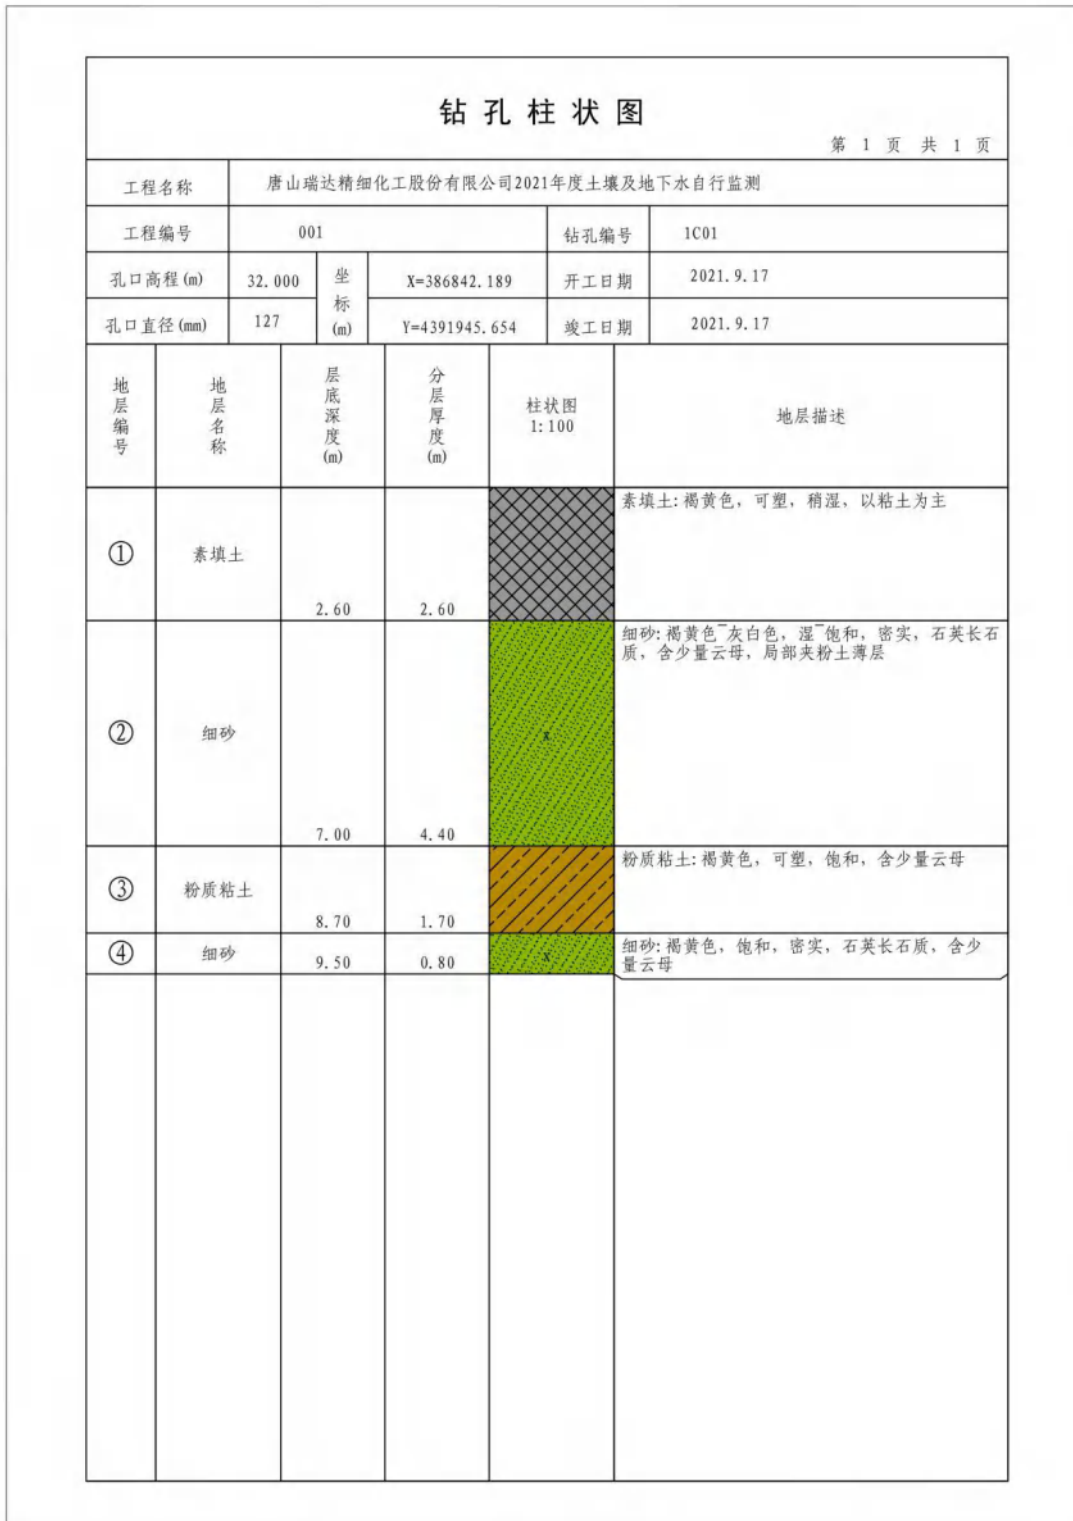 钻孔柱状图
第 1 页 共 1 页
工程名称 唐山瑞达精细化工股份有限公司2021年度土壤及地下水自行监测
工程编号 001 钻孔编号 1C01
孔口高程(m) 32.000 坐标(m) X=386842.189 开工日期 2021.9.17
孔口直径(mm) 127 Y=4391945.654 竣工日期 2021.9.17
地层编号 地层名称 层底深度(m) 分层厚度(m) 柱状图 1:100 地层描述
① 素填土 2.60 2.60 素填土:褐黄色,可塑,稍湿,以粘土为主
② 细砂 7.00 4.40 x 细砂:褐黄色~灰白色,湿~饱和,密实,石英长石
质,含少量云母,局部夹粉土薄层
③ 粉质粘土 8.70 1.70 粉质粘土:褐黄色,可塑,饱和,含少量云母
④ 细砂 9.50 0.80 x 细砂:褐黄色,饱和,密实,石英长石质,含少
量云母